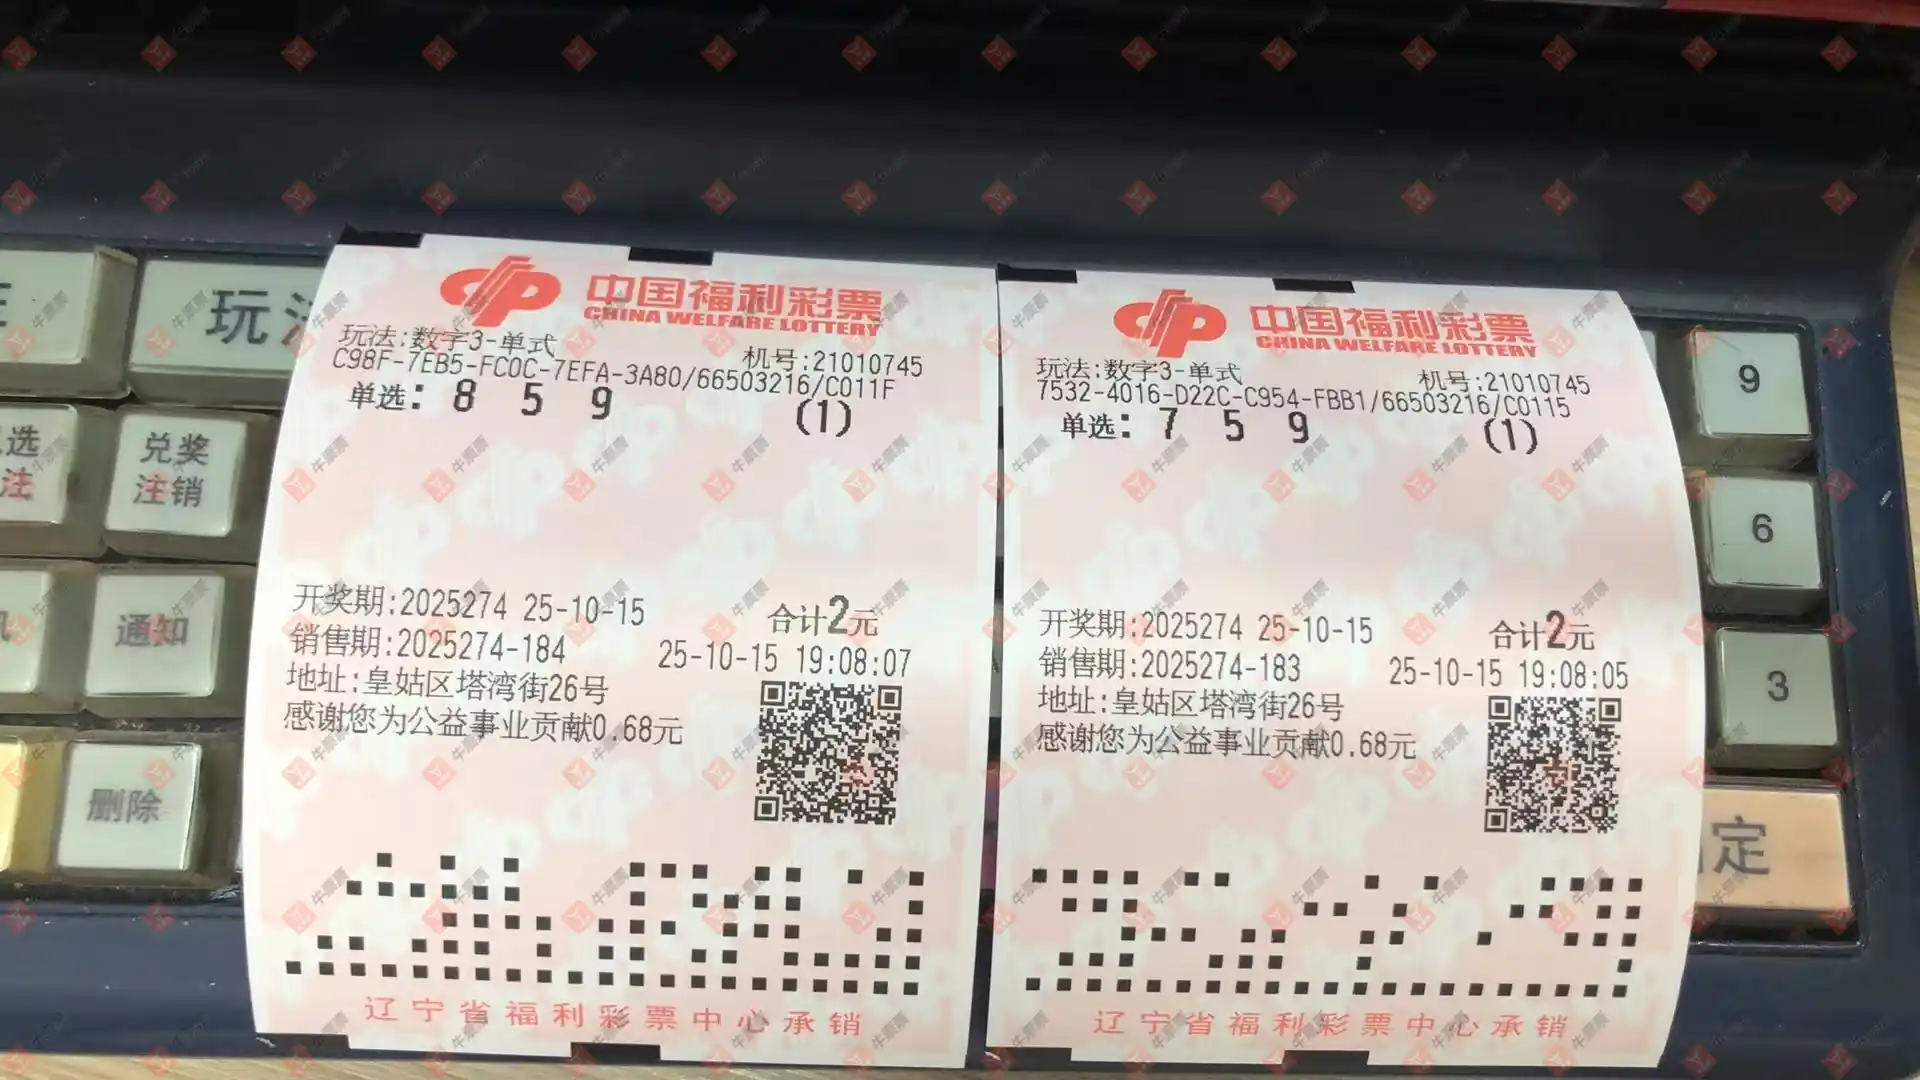 中国福利彩票
CHINA WELFARE LOTTERY
玩法:数字3-单式
机号:21010745
C98F-7EB5-FC0C-7EFA-3A80/66503216/C011F
单选: 8 5 9 (1)
开奖期:2025274 25-10-15
合计2元
销售期:2025274-184
25-10-15 19:08:07
地址:皇姑区塔湾街26号
感谢您为公益事业贡献0.68元
辽宁省福利彩票中心承销
中国福利彩票
CHINA WELFARE LOTTERY
玩法:数字3-单式
机号:21010745
7532-4016-D22C-C954-FBB1/66503216/C0115
单选: 7 5 9 (1)
开奖期:2025274 25-10-15
合计2元
销售期:2025274-183
25-10-15 19:08:05
地址:皇姑区塔湾街26号
感谢您为公益事业贡献0.68元
辽宁省福利彩票中心承销
玩
选
注
兑奖
注销
通知
删除
9
6
3
定